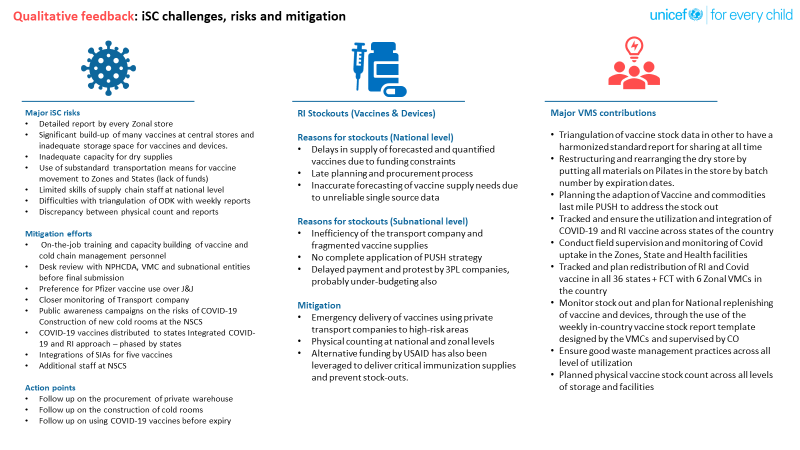 Qualitative feedback: iSC challenges, risks and mitigation
unicef | for every child
Major iSC risks
• Detailed report by every Zonal store
• Significant build-up of many vaccines at central stores and
inadequate storage space for vaccines and devices.
• Inadequate capacity for dry supplies
• Use of substandard transportation means for vaccine
movement to Zones and States (lack of funds)
• Limited skills of supply chain staff at national level
• Difficulties with triangulation of ODK with weekly reports
• Discrepancy between physical count and reports
Mitigation efforts
• On-the-job training and capacity building of vaccine and
cold chain management personnel
• Desk review with NPHCDA, VMC and subnational entities
before final submission
• Preference for Pfizer vaccine use over J&J
• Closer monitoring of Transport company
• Public awareness campaigns on the risks of COVID-19
Construction of new cold rooms at the NSCS
• COVID-19 vaccines distributed to states Integrated COVID-
19 and RI approach – phased by states
• Integrations of SIAs for five vaccines
• Additional staff at NSCS
Action points
• Follow up on the procurement of private warehouse
• Follow up on the construction of cold rooms
• Follow up on using COVID-19 vaccines before expiry
RI Stockouts (Vaccines & Devices)
Reasons for stockouts (National level)
• Delays in supply of forecasted and quantified
vaccines due to funding constraints
• Late planning and procurement process
• Inaccurate forecasting of vaccine supply needs due
to unreliable single source data
Reasons for stockouts (Subnational level)
• Inefficiency of the transport company and
fragmented vaccine supplies
• No complete application of PUSH strategy
• Delayed payment and protest by 3PL companies,
probably under-budgeting also
Mitigation
• Emergency delivery of vaccines using private
transport companies to high-risk areas
• Physical counting at national and zonal levels
• Alternative funding by USAID has also been
leveraged to deliver critical immunization supplies
and prevent stock-outs.
Major VMS contributions
• Triangulation of vaccine stock data in other to have a
harmonized standard report for sharing at all time
• Restructuring and rearranging the dry store by
putting all materials on Pilates in the store by batch
number by expiration dates.
• Planning the adaption of Vaccine and commodities
last mile PUSH to address the stock out
• Tracked and ensure the utilization and integration of
COVID-19 and RI vaccine across states of the country
• Conduct field supervision and monitoring of Covid
uptake in the Zones, State and Health facilities
• Tracked and plan redistribution of RI and Covid
vaccine in all 36 states + FCT with 6 Zonal VMCs in
the country
• Monitor stock out and plan for National replenishing
of vaccine and devices, through the use of the
weekly in-country vaccine stock report template
designed by the VMCs and supervised by CO
• Ensure good waste management practices across all
level of utilization
• Planned physical vaccine stock count across all levels
of storage and facilities